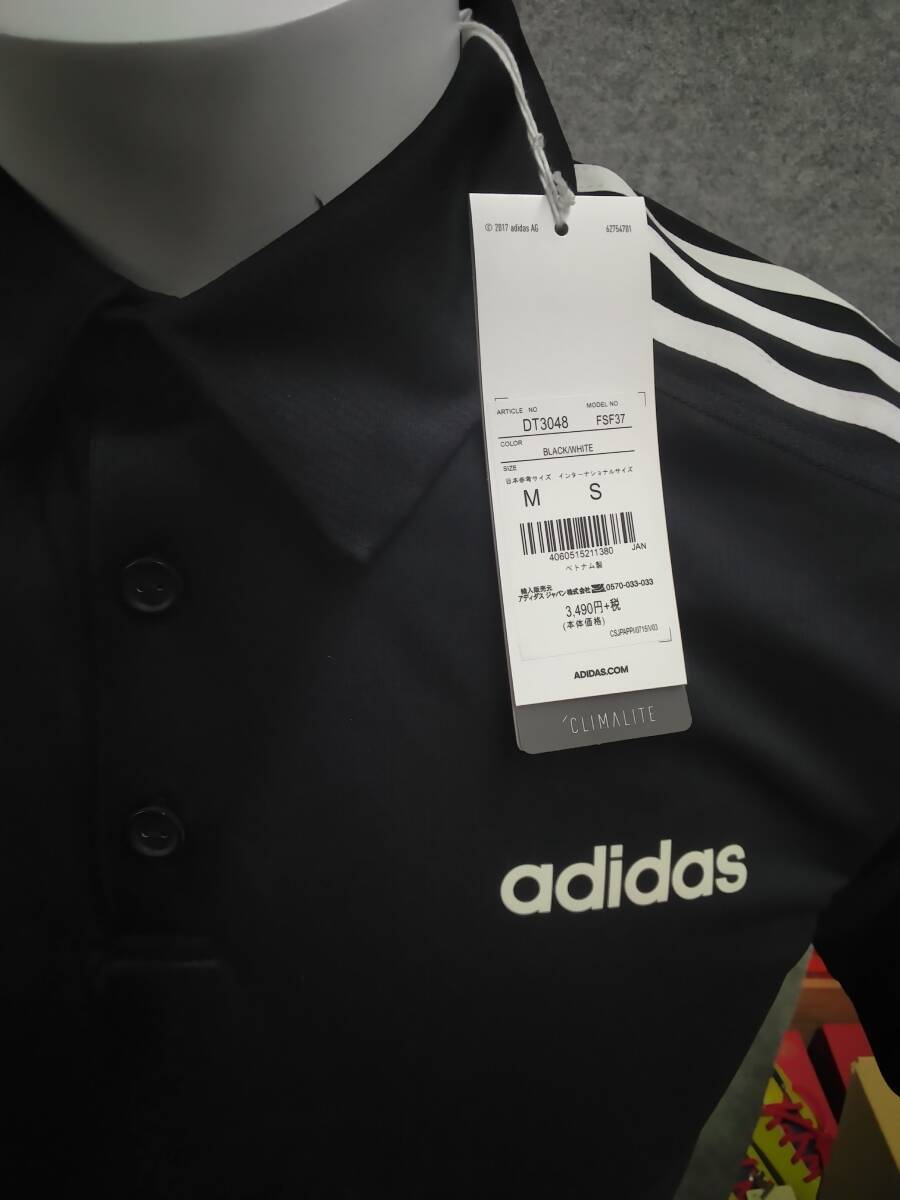 © 2017 adidas AG 62754701
ARTICLE NO MODEL NO
DT3048 FSF37
COLOR
BLACK/WHITE
SIZE
日本参考サイズ インターナショナルサイズ
M S
4060515211380 JAN
ベトナム製
輸入販売元
アディダス ジャパン株式会社 0570-033-033
3,490円+税
(本体価格)
CSJPAPPI/0715/V03
ADIDAS.COM
CLIMALITE
adidas